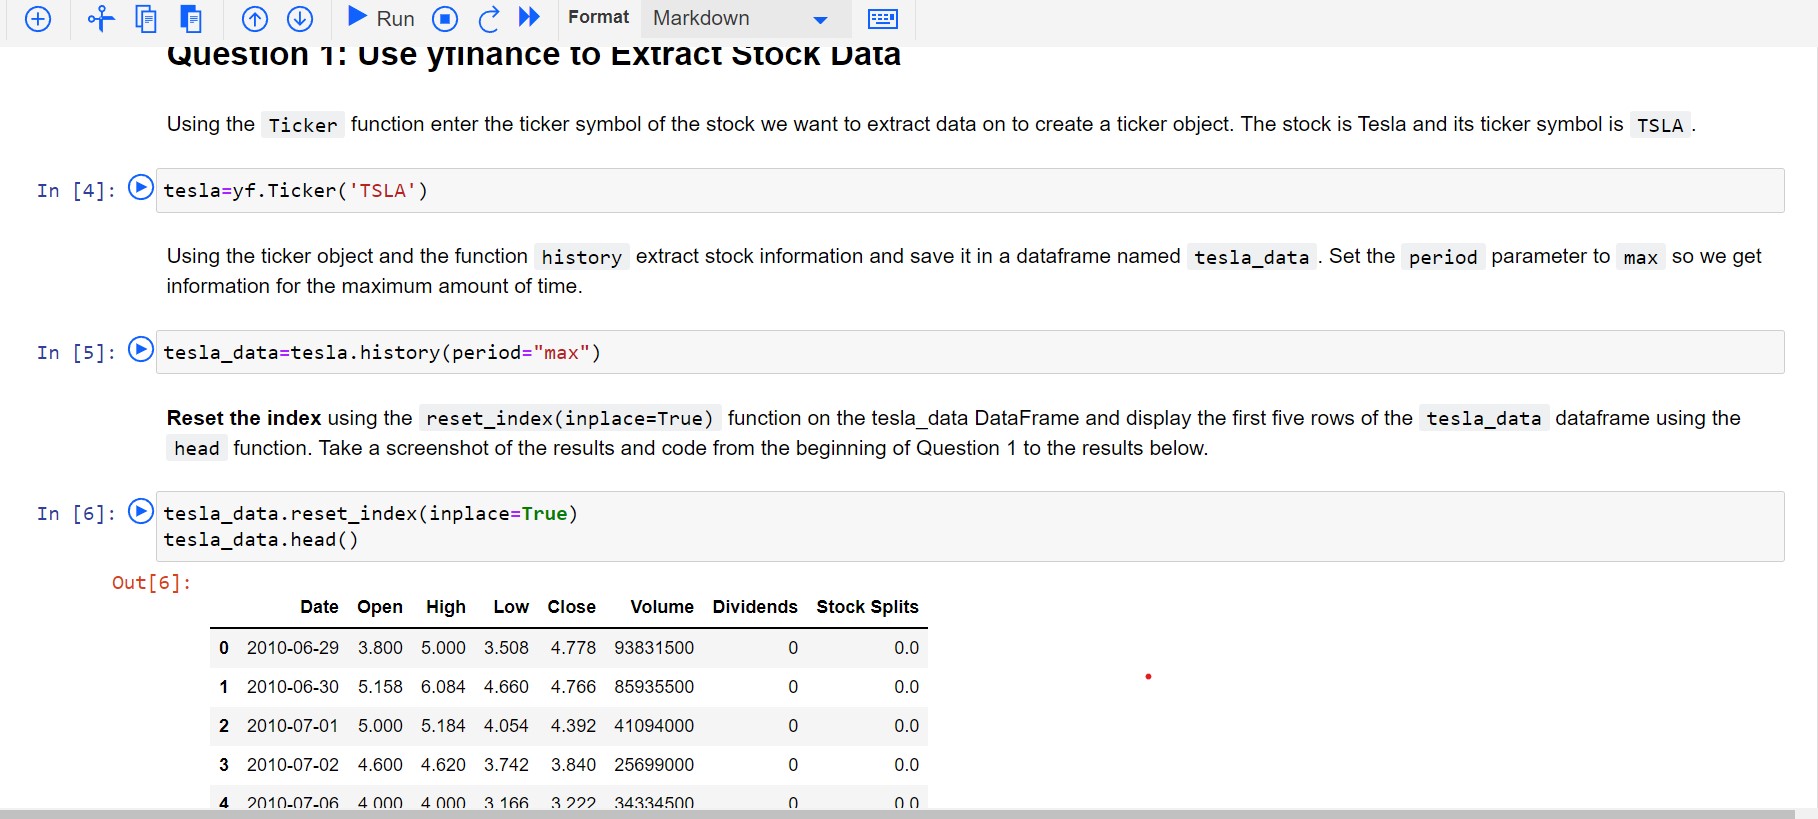 Run Format Markdown
Question 1: Use yfinance to Extract Stock Data
Using the Ticker function enter the ticker symbol of the stock we want to extract data on to create a ticker object. The stock is Tesla and its ticker symbol is TSLA .
In [4]: tesla=yf.Ticker('TSLA')
Using the ticker object and the function history extract stock information and save it in a dataframe named tesla_data . Set the period parameter to max so we get
information for the maximum amount of time.
In [5]: tesla_data=tesla.history(period="max")
Reset the index using the reset_index(inplace=True) function on the tesla_data DataFrame and display the first five rows of the tesla_data dataframe using the
head function. Take a screenshot of the results and code from the beginning of Question 1 to the results below.
In [6]: tesla_data.reset_index(inplace=True)
tesla_data.head()
Out[6]:
Date Open High Low Close Volume Dividends Stock Splits
0 2010-06-29 3.800 5.000 3.508 4.778 93831500 0 0.0
1 2010-06-30 5.158 6.084 4.660 4.766 85935500 0 0.0
2 2010-07-01 5.000 5.184 4.054 4.392 41094000 0 0.0
3 2010-07-02 4.600 4.620 3.742 3.840 25699000 0 0.0
4 2010-07-06 4.000 4.000 3.166 3.222 34334500 0 0.0